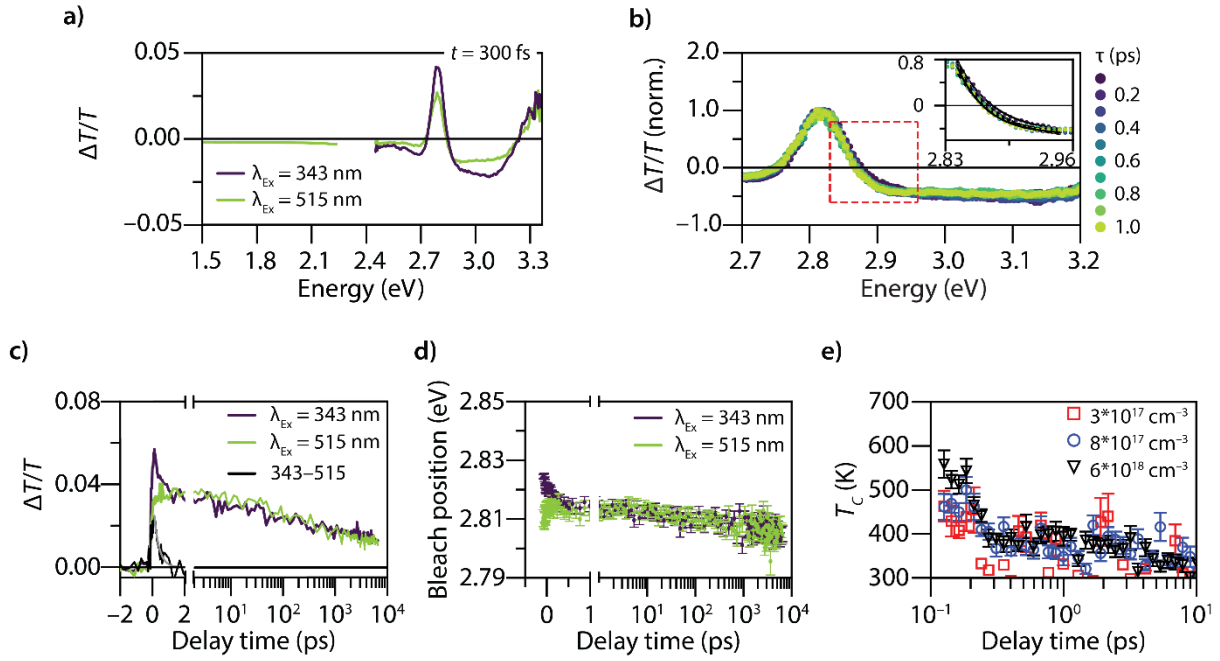 a)
0.05
t = 300 fs
ΔT/T
0.00
λEx = 343 nm
λEx = 515 nm
−0.05
1.5 1.8 2.1 2.4 2.7 3.0 3.3
Energy (eV)
b)
2.0
ΔT/T (norm.)
1.0
0.0
−1.0
0.8
0
2.83 2.96
2.7 2.8 2.9 3.0 3.1 3.2
Energy (eV)
τ (ps)
0.2
0.4
0.6
0.8
1.0
c)
0.08
ΔT/T
0.04
0.00
λEx = 343 nm
λEx = 515 nm
343–515
−2 0 2 10¹ 10² 10³ 10⁴
Delay time (ps)
d)
Bleach position (eV)
2.85
2.83
2.81
2.79
λEx = 343 nm
λEx = 515 nm
0 1 10¹ 10² 10³ 10⁴
Delay time (ps)
e)
TC (K)
700
600
500
400
300
3*10¹⁷ cm⁻³
8*10¹⁷ cm⁻³
6*10¹⁸ cm⁻³
10⁻¹ 10⁰ 10¹
Delay time (ps)